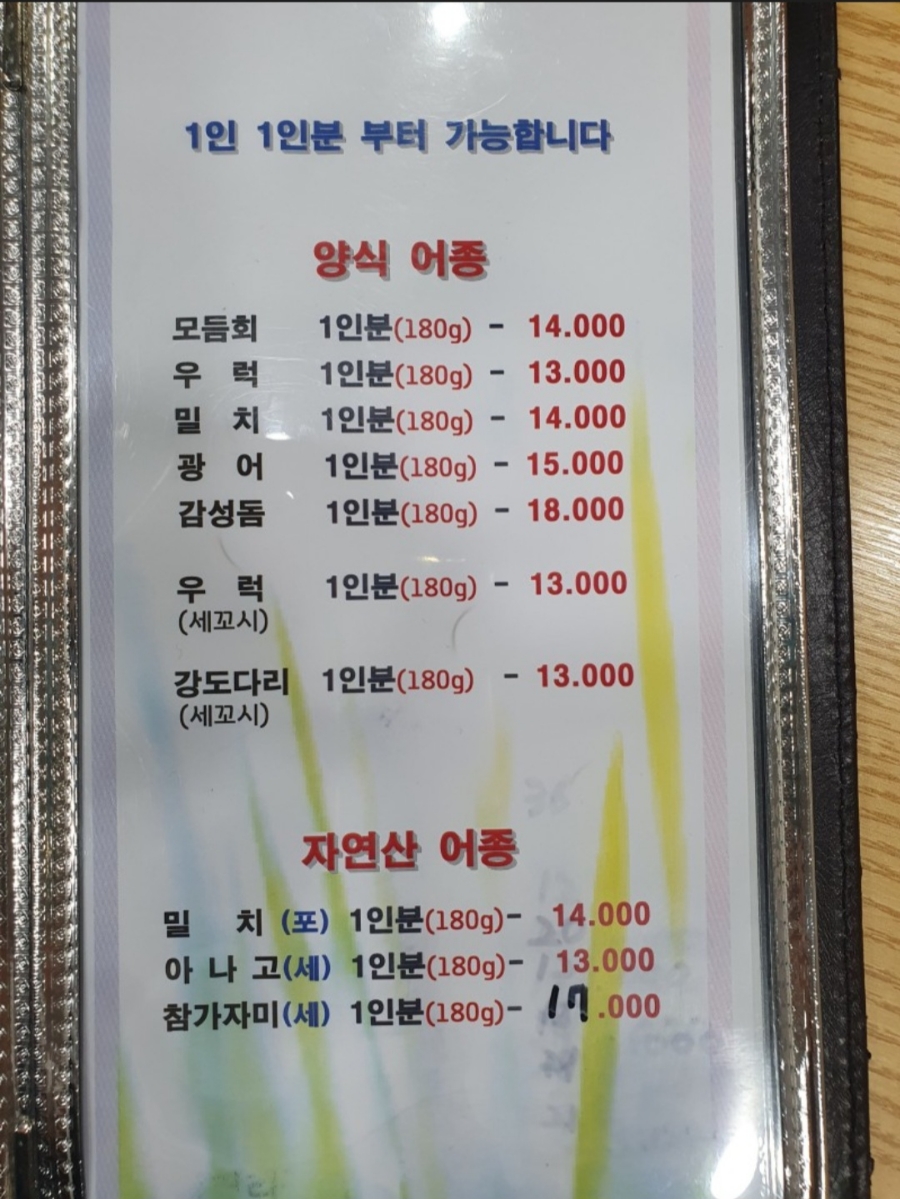 1인 1인분 부터 가능합니다
양식 어종
모듬회 1인분(180g) - 14.000
우 럭 1인분(180g) - 13.000
밀 치 1인분(180g) - 14.000
광 어 1인분(180g) - 15.000
감성돔 1인분(180g) - 18.000
우 럭 1인분(180g) - 13.000
(세꼬시)
강도다리 1인분(180g) - 13.000
(세꼬시)
자연산 어종
밀 치 (포) 1인분(180g)- 14.000
아 나 고(세) 1인분(180g)- 13.000
참가자미(세) 1인분(180g)- 17.000